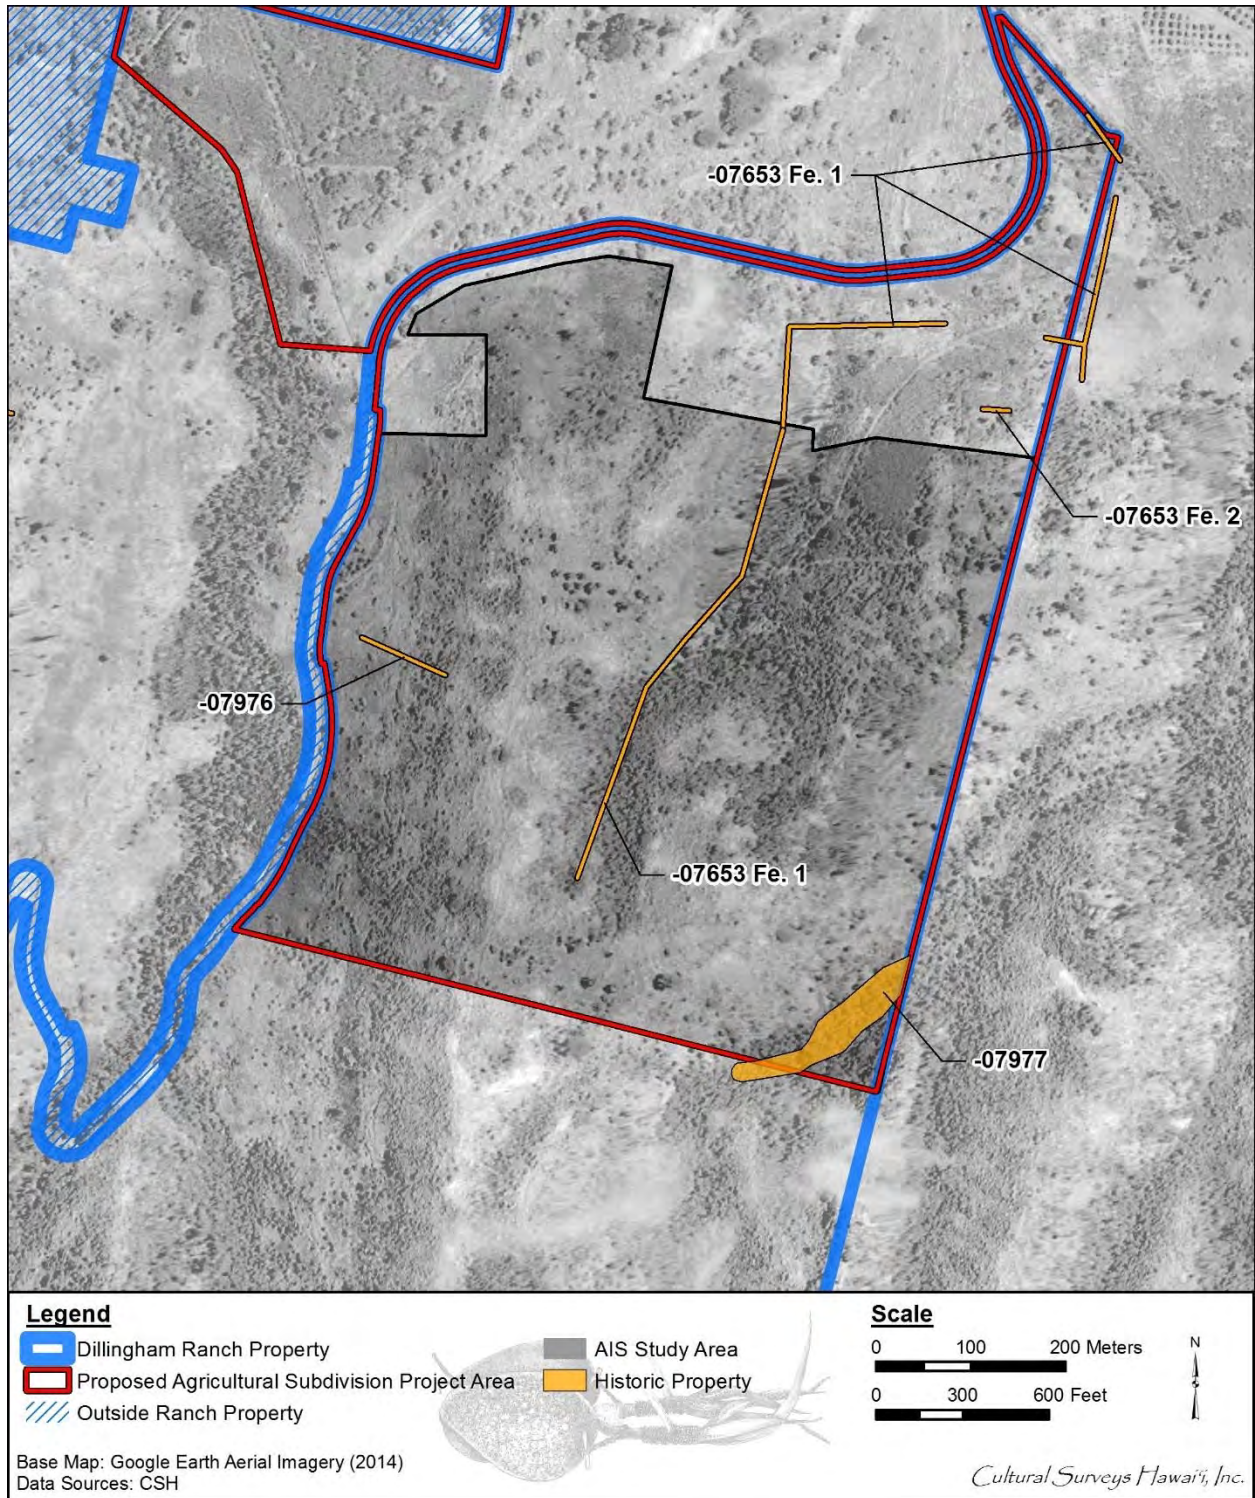 -07653 Fe. 1
-07653 Fe. 2
-07976
-07653 Fe. 1
-07977
Legend
Dillingham Ranch Property
Proposed Agricultural Subdivision Project Area
Outside Ranch Property
AIS Study Area
Historic Property
Scale
0 100 200 Meters
0 300 600 Feet
N
Base Map: Google Earth Aerial Imagery (2014)
Data Sources: CSH
Cultural Surveys Hawai‘i, Inc.